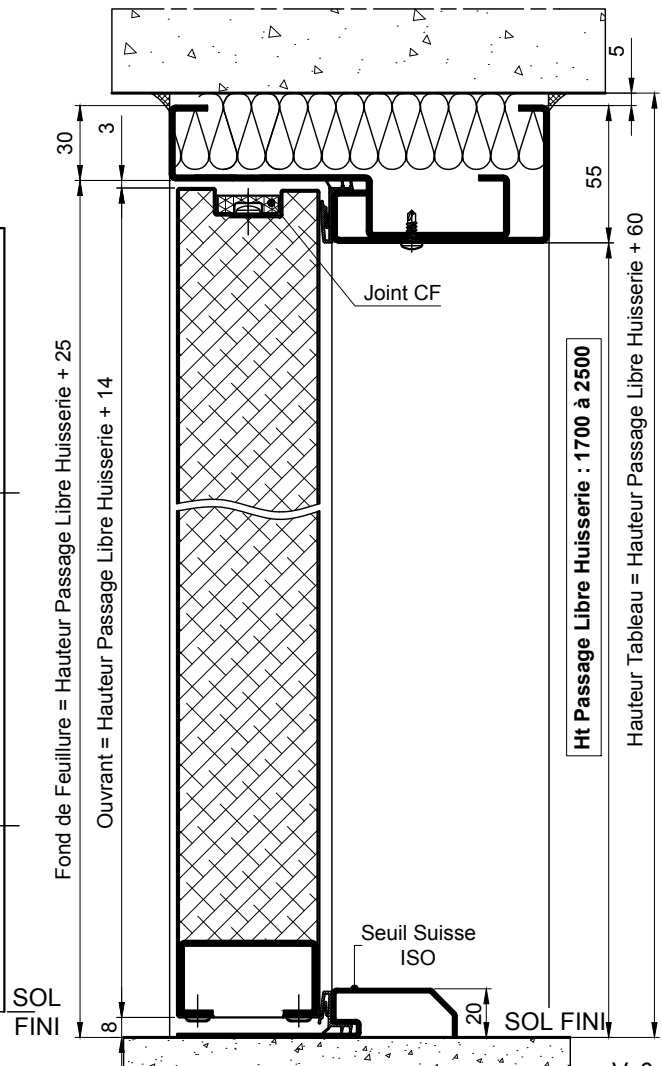 5
30
3
55
Joint CF
Fond de Feuillure = Hauteur Passage Libre Huisserie + 25
Ouvrant = Hauteur Passage Libre Huisserie + 14
Ht Passage Libre Huisserie : 1700 à 2500
Hauteur Tableau = Hauteur Passage Libre Huisserie + 60
Seuil Suisse
ISO
SOL
FINI
8
20
SOL FINI